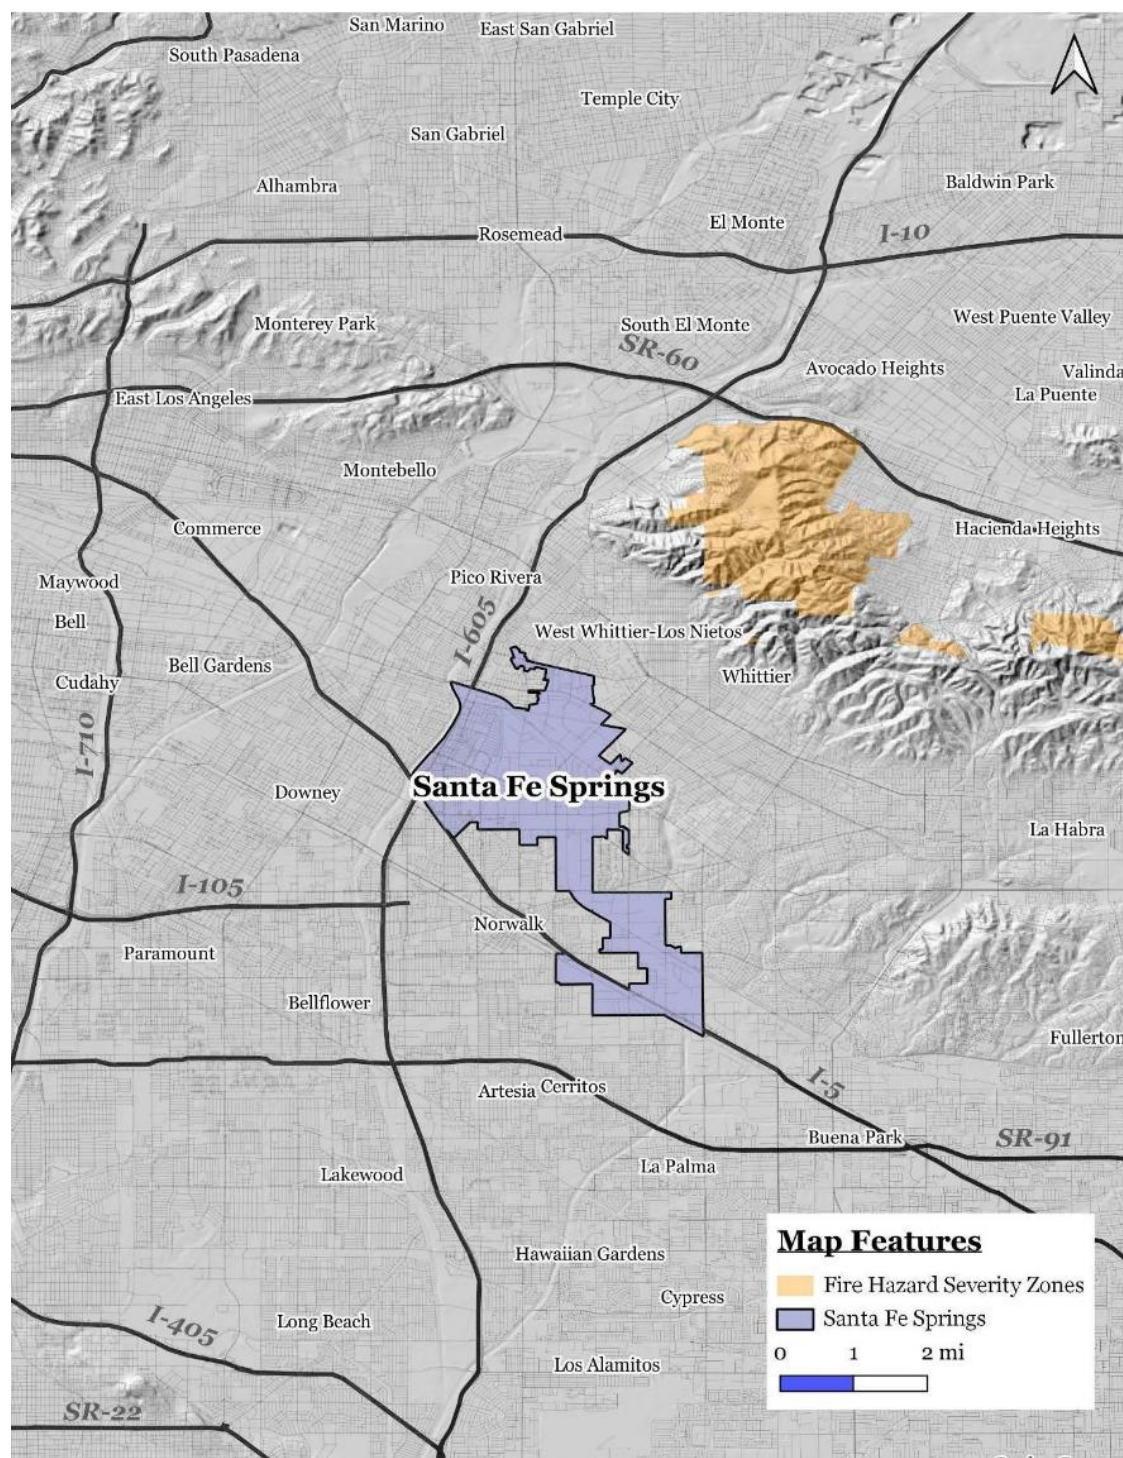 San Marino
East San Gabriel
South Pasadena
Temple City
San Gabriel
Alhambra
Baldwin Park
El Monte
Rosemead
I-10
Monterey Park
South El Monte
West Puente Valley
SR-60
Avocado Heights
Valinda
La Puente
East Los Angeles
Montebello
Commerce
Hacienda Heights
Maywood
Pico Rivera
Bell
I-605
West Whittier-Los Nietos
Bell Gardens
Whittier
Cudahy
I-710
Santa Fe Springs
Downey
La Habra
I-105
Norwalk
Paramount
Bellflower
Fullerton
Artesia
Cerritos
I-5
Buena Park
SR-91
La Palma
Lakewood
Hawaiian Gardens
Cypress
I-405
Long Beach
Los Alamitos
SR-22
Map Features
Fire Hazard Severity Zones
Santa Fe Springs
0 1 2 mi